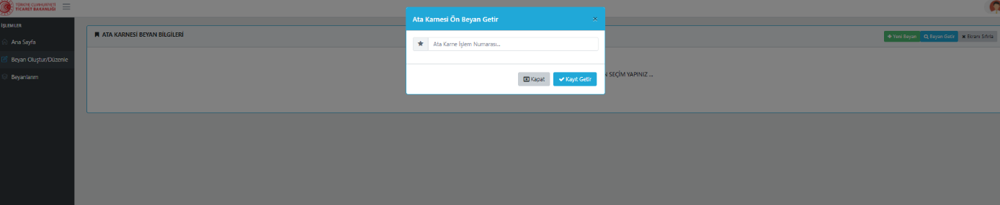 TÜRKİYE CUMHURİYETİ
TİCARET BAKANLIĞI
İŞLEMLER
Ana Sayfa
Beyan Oluştur/Düzenle
Beyanlarım
ATA KARNESİ BEYAN BİLGİLERİ
Yeni Beyan
Beyan Getir
Ekranı Sıfırla
SEÇİM YAPINIZ ...
Ata Karnesi Ön Beyan Getir
×
Ata Karne İşlem Numarası...
Kapat
Kayıt Getir